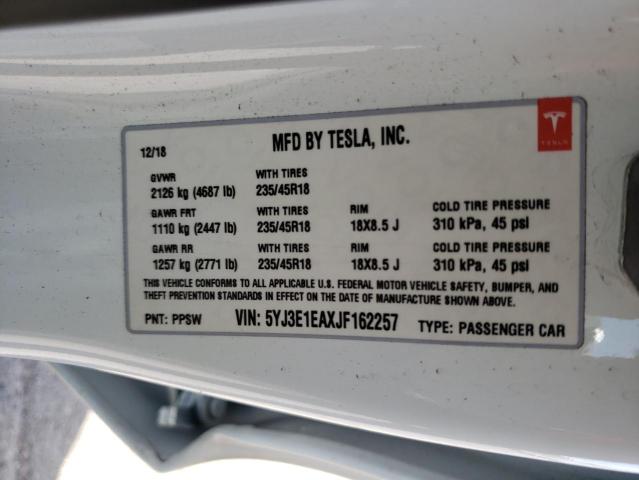 MFD BY TESLA, INC.
TESLA
12/18
GVWR WITH TIRES
2126 kg (4687 lb) 235/45R18
GAWR FRT WITH TIRES RIM COLD TIRE PRESSURE
1110 kg (2447 lb) 235/45R18 18X8.5 J 310 kPa, 45 psi
GAWR RR WITH TIRES RIM COLD TIRE PRESSURE
1257 kg (2771 lb) 235/45R18 18X8.5 J 310 kPa, 45 psi
THIS VEHICLE CONFORMS TO ALL APPLICABLE U.S. FEDERAL MOTOR VEHICLE SAFETY, BUMPER, AND
THEFT PREVENTION STANDARDS IN EFFECT ON THE DATE OF MANUFACTURE SHOWN ABOVE.
PNT: PPSW VIN: 5YJ3E1EAXJF162257 TYPE: PASSENGER CAR